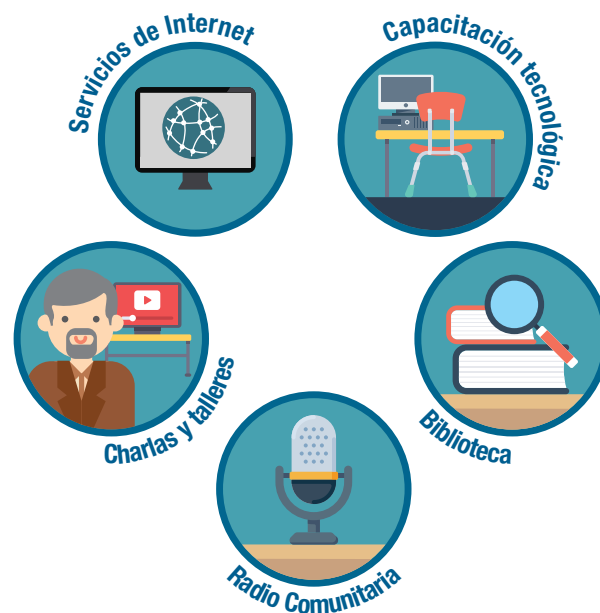 Servicios de Internet
Capacitación tecnológica
Charlas y talleres
Biblioteca
Radio Comunitaria